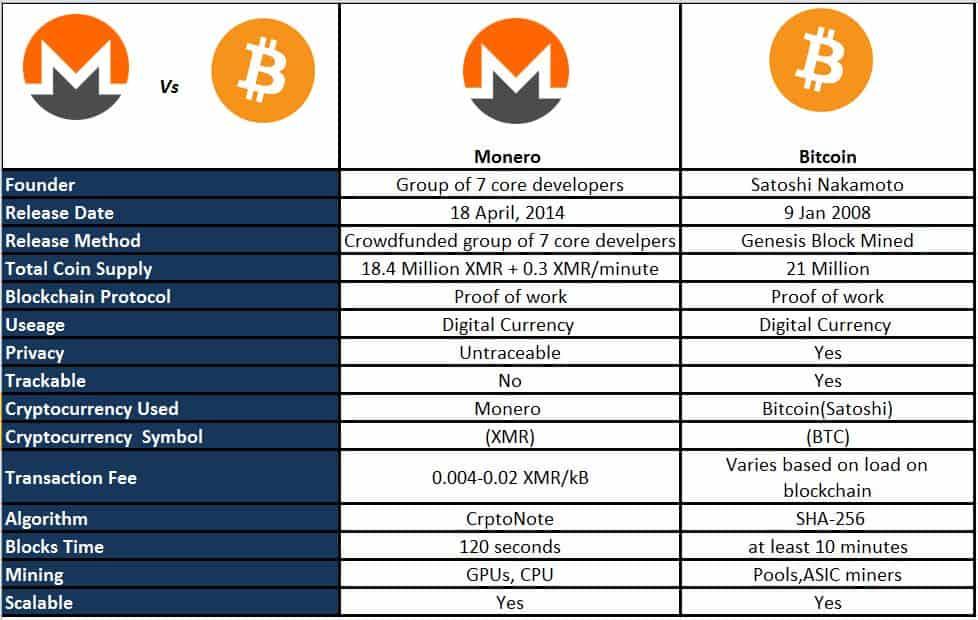 Vs
Monero
Bitcoin
Founder
Group of 7 core developers
Satoshi Nakamoto
Release Date
18 April, 2014
9 Jan 2008
Release Method
Crowdfunded group of 7 core develpers
Genesis Block Mined
Total Coin Supply
18.4 Million XMR + 0.3 XMR/minute
21 Million
Blockchain Protocol
Proof of work
Proof of work
Useage
Digital Currency
Digital Currency
Privacy
Untraceable
Yes
Trackable
No
Yes
Cryptocurrency Used
Monero
Bitcoin(Satoshi)
Cryptocurrency  Symbol
(XMR)
(BTC)
Transaction Fee
0.004-0.02 XMR/kB
Varies based on load on
blockchain
Algorithm
CrptoNote
SHA-256
Blocks Time
120 seconds
at least 10 minutes
Mining
GPUs, CPU
Pools,ASIC miners
Scalable
Yes
Yes